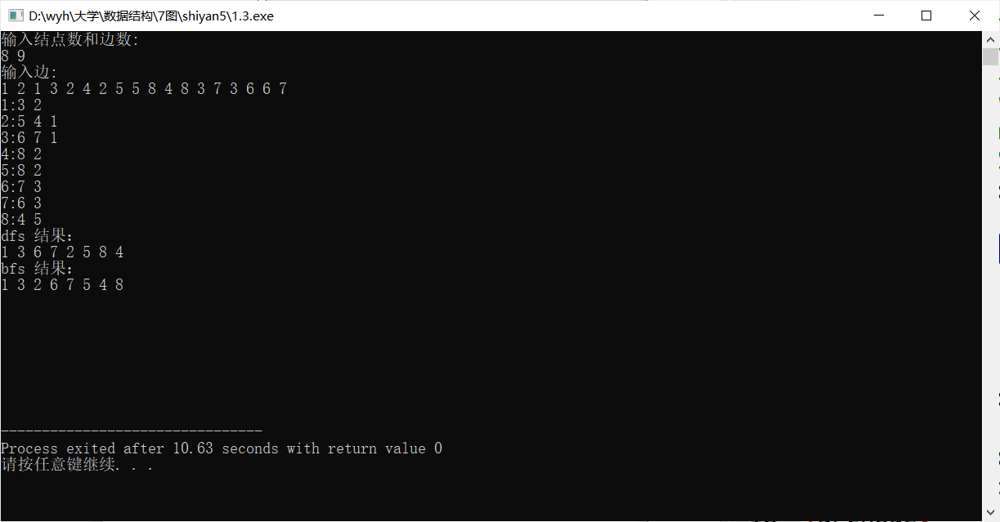 D:\wyh\大学\数据结构\7图\shiyan5\1.3.exe
输入结点数和边数:
8 9
输入边:
1 2 1 3 2 4 2 5 5 8 4 8 3 7 3 6 6 7
1:3 2
2:5 4 1
3:6 7 1
4:8 2
5:8 2
6:7 3
7:6 3
8:4 5
dfs 结果:
1 3 6 7 2 5 8 4
bfs 结果:
1 3 2 6 7 5 4 8
--------------------------------
Process exited after 10.63 seconds with return value 0
请按任意键继续. . .